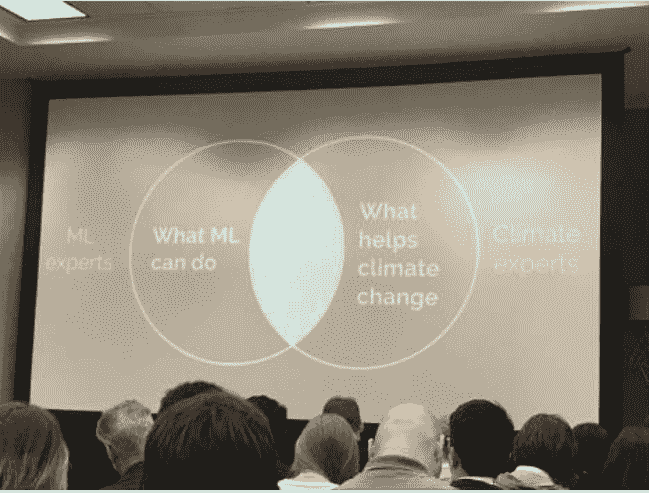 ML
experts
What ML
can do
What
helps
climate
change
Climate
experts